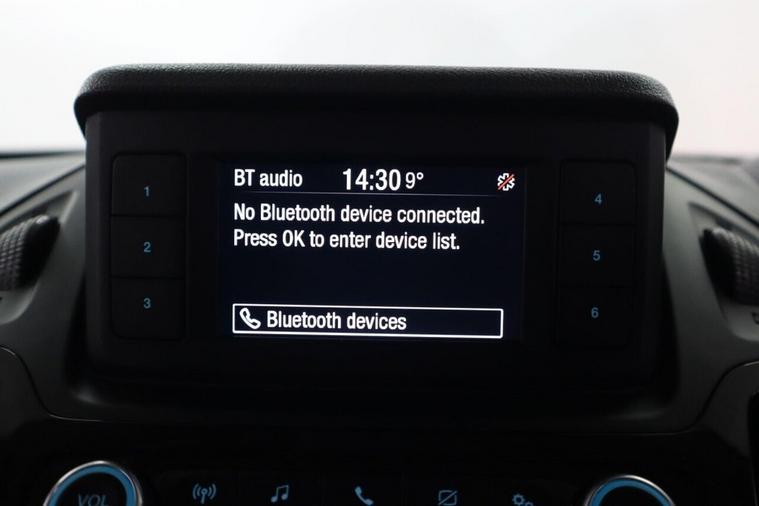 BT audio 14:30 9°
No Bluetooth device connected.
Press OK to enter device list.
Bluetooth devices
1
2
3
4
5
6
VOL